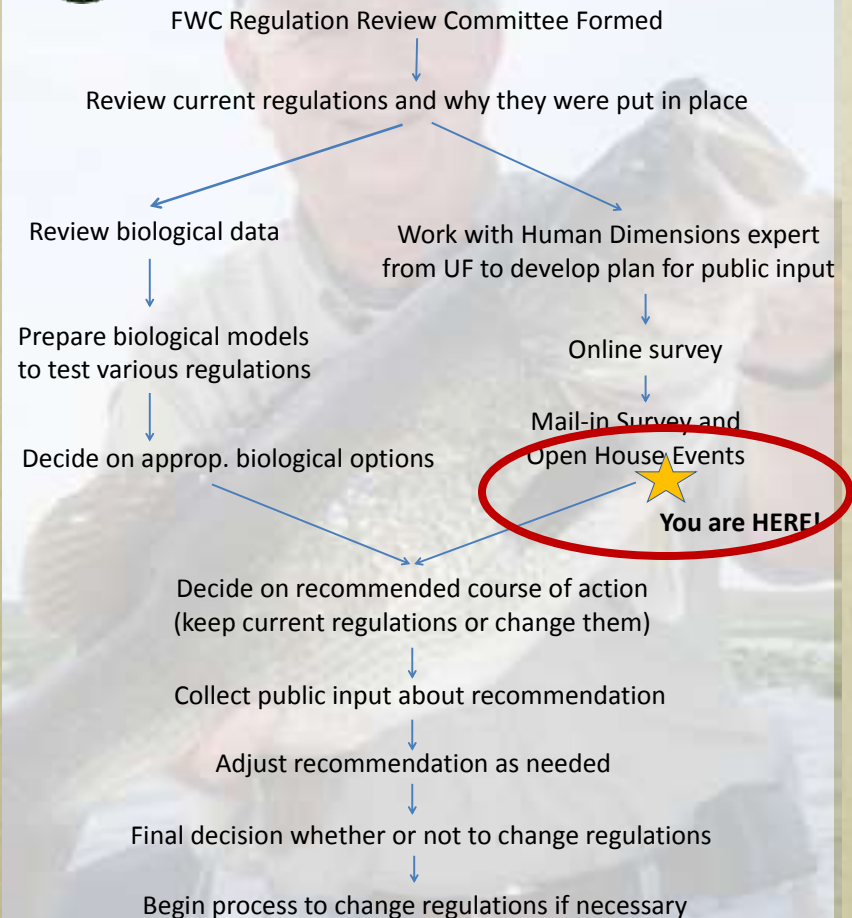 FWC Regulation Review Committee Formed
Review current regulations and why they were put in place
Review biological data
Prepare biological models
to test various regulations
Decide on approp. biological options
Work with Human Dimensions expert
from UF to develop plan for public input
Online survey
Mail-in Survey and
Open House Events
You are HERE!
Decide on recommended course of action
(keep current regulations or change them)
Collect public input about recommendation
Adjust recommendation as needed
Final decision whether or not to change regulations
Begin process to change regulations if necessary